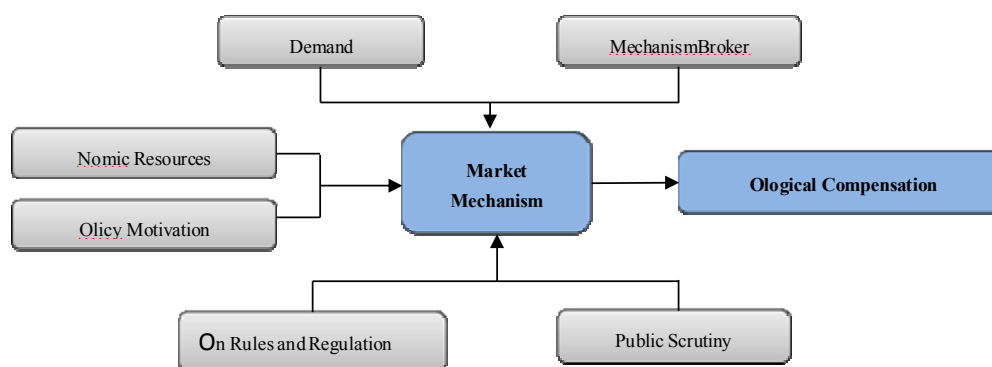 Demand
MechanismBroker
Nomic Resources
Market
Mechanism
Ological Compensation
Olicy Motivation
On Rules and Regulation
Public Scrutiny